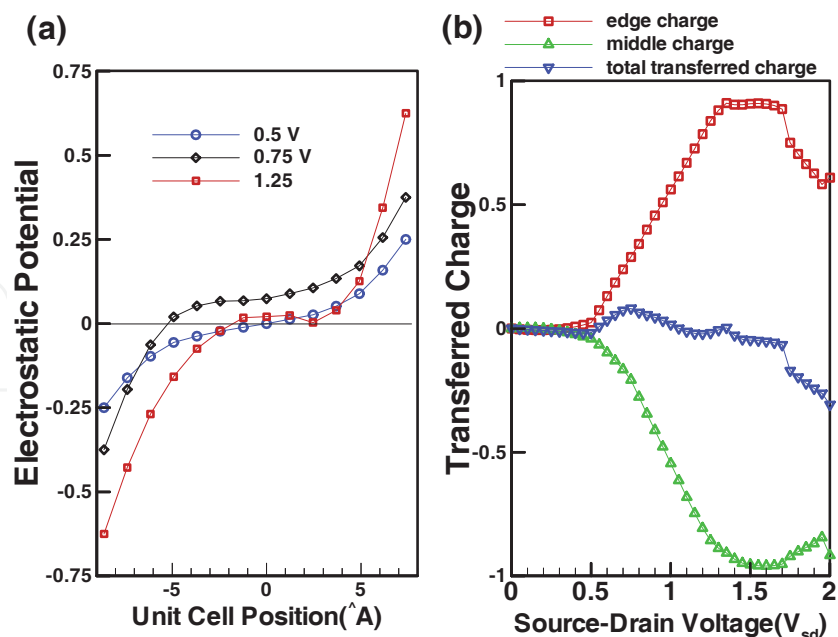 (a)
Electrostatic Potential
0.75
0.5
0.25
0
-0.25
-0.5
-0.75
0.5 V
0.75 V
1.25
-5
0
5
Unit Cell Position(^A)
(b)
edge charge
middle charge
total transferred charge
Transferred Charge
1
0.5
0
-0.5
-1
0
0.5
1
1.5
2
Source-Drain Voltage(Vsd)